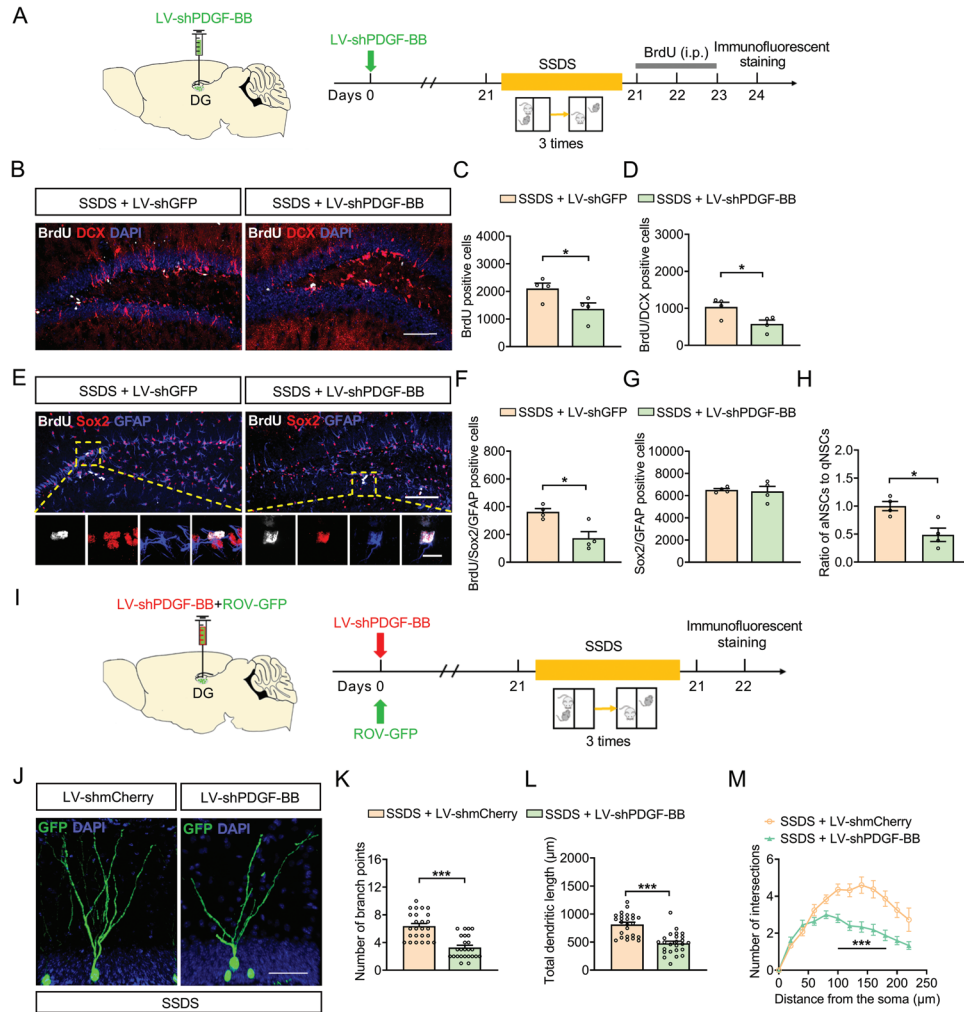 A
LV-shPDGF-BB
DG
LV-shPDGF-BB
Days 0
21
SSDS
3 times
BrdU (i.p.)
21
22
23
24
Immunofluorescent
staining
B
SSDS + LV-shGFP
SSDS + LV-shPDGF-BB
BrdU DCX DAPI
BrdU DCX DAPI
C
D
SSDS + LV-shGFP
SSDS + LV-shPDGF-BB
BrdU positive cells
4000
3000
2000
1000
0
*
BrdU/DCX positive cells
3000
2000
1000
0
*
E
SSDS + LV-shGFP
SSDS + LV-shPDGF-BB
BrdU Sox2 GFAP
BrdU Sox2 GFAP
F
G
H
SSDS + LV-shGFP
SSDS + LV-shPDGF-BB
BrdU/Sox2/GFAP positive cells
800
600
400
200
0
*
Sox2/GFAP positive cells
10000
8000
6000
4000
2000
0
Ratio of aNSCs to qNSCs
2.0
1.5
1.0
0.5
0.0
*
I
LV-shPDGF-BB+ROV-GFP
DG
LV-shPDGF-BB
Days 0
ROV-GFP
21
SSDS
3 times
21
22
Immunofluorescent
staining
J
LV-shmCherry
LV-shPDGF-BB
GFP DAPI
GFP DAPI
SSDS
K
L
SSDS + LV-shmCherry
SSDS + LV-shPDGF-BB
Number of branch points
16
12
8
4
0
***
Total dendritic length (μm)
2000
1500
1000
500
0
***
M
SSDS + LV-shmCherry
SSDS + LV-shPDGF-BB
Number of intersections
6
4
2
0
***
0
50
100
150
200
250
Distance from the soma (μm)